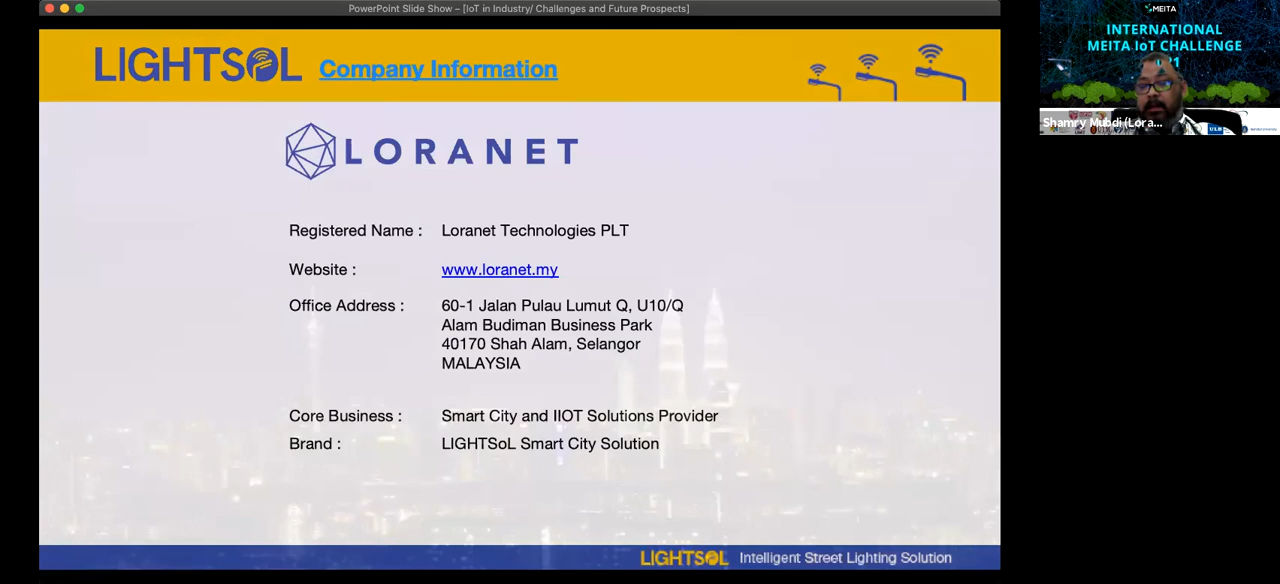 PowerPoint Slide Show – [IoT in Industry/ Challenges and Future Prospects]
LIGHTSOL
Company Information
LORANET
Registered Name : Loranet Technologies PLT
Website : www.loranet.my
Office Address : 60-1 Jalan Pulau Lumut Q, U10/Q
Alam Budiman Business Park
40170 Shah Alam, Selangor
MALAYSIA
Core Business : Smart City and IIOT Solutions Provider
Brand : LIGHTSoL Smart City Solution
LIGHTSOL Intelligent Street Lighting Solution
MEITA
INTERNATIONAL
MEITA IoT CHALLENGE
Shamry Mubdi (Lora...